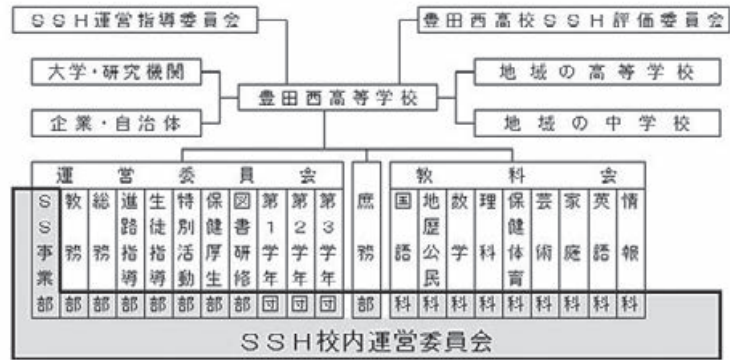 SSH運営指導委員会
豊田西高校SSH評価委員会
大学・研究機関
地域の高等学校
豊田西高等学校
企業・自治体
地域の中学校
運営委員会
教科会
SS事業部
教務部
総務部
進路指導部
生徒指導部
特別活動部
保健厚生部
図書研修部
第1学年団
第2学年団
第3学年団
庶務部
国語科
地歴公民科
数学科
理科科
保健体育科
芸術科
家庭科
英語科
情報科
SSH校内運営委員会